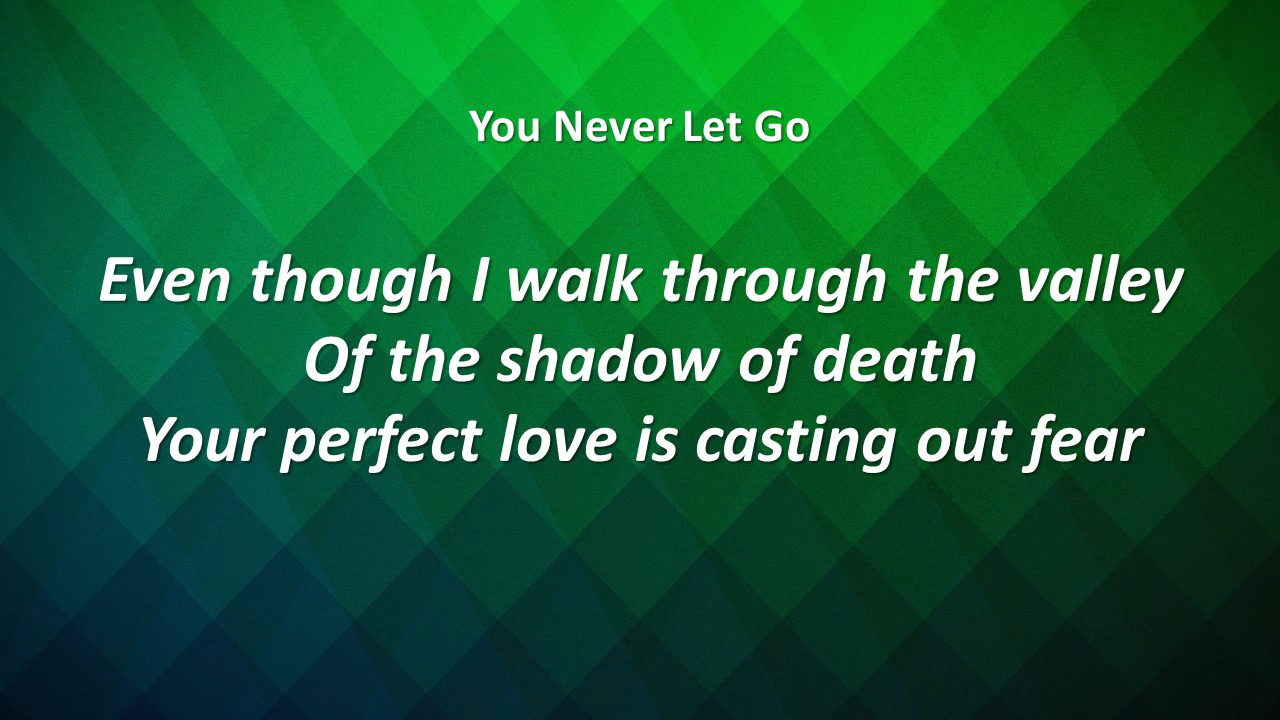 You Never Let Go
Even though I walk through the valley
Of the shadow of death
Your perfect love is casting out fear